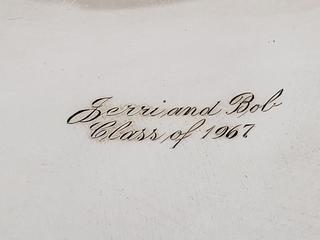 Jerri and Bob
Class of 1967